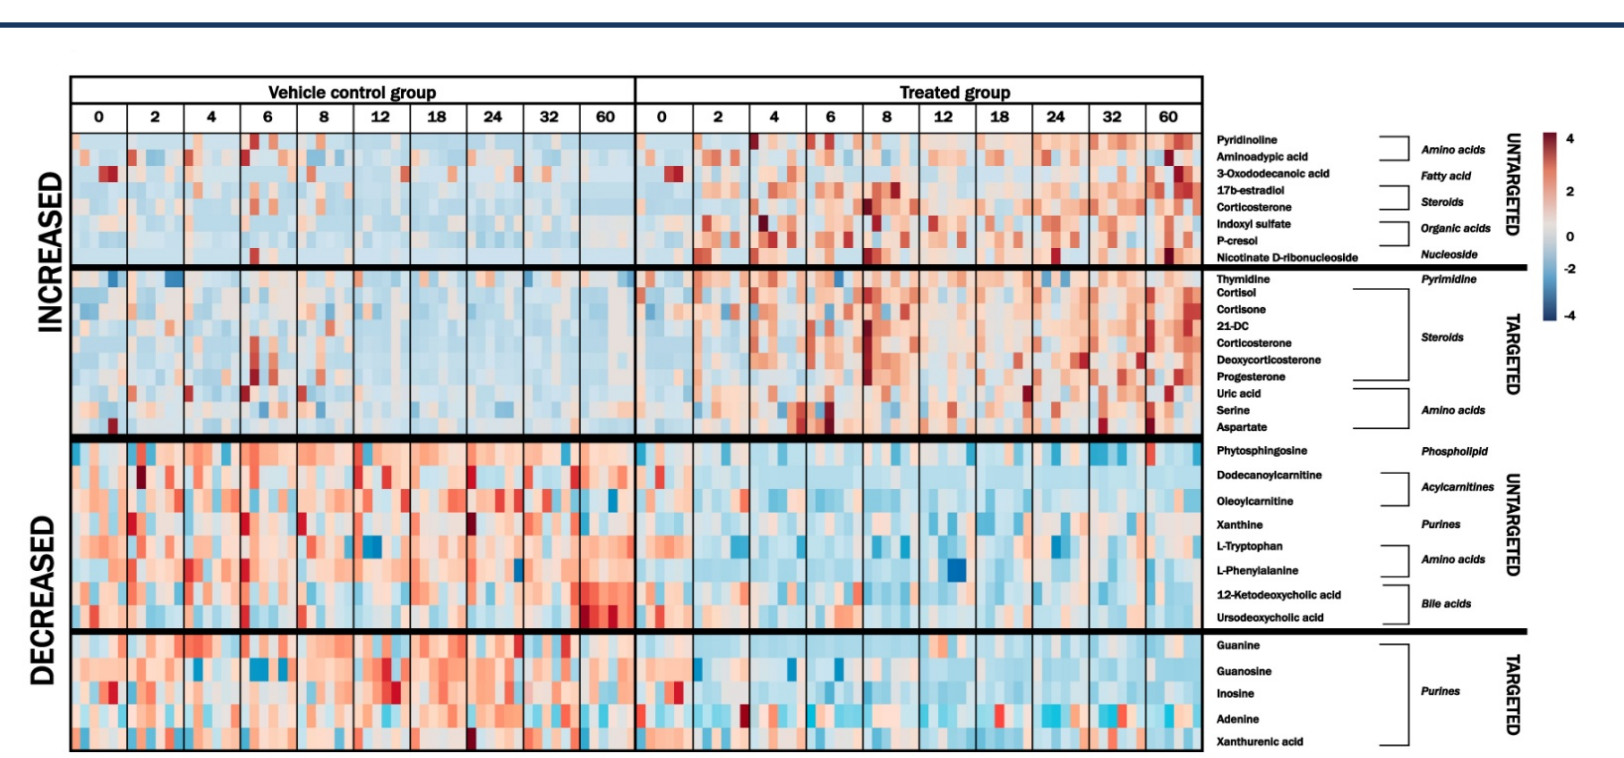 Vehicle control group Treated group
0 2 4 6 8 12 18 24 32 60 0 2 4 6 8 12 18 24 32 60
INCREASED
Pyridinoline
Aminoadypic acid
Amino acids
3-Oxododecanoic acid Fatty acid
17b-estradiol
Corticosterone
Steroids
Indoxyl sulfate
P-cresol
Organic acids
Nicotinate D-ribonucleoside Nucleoside
UNTARGETED
Thymidine Pyrimidine
Cortisol
Cortisone
21-DC
Corticosterone
Deoxycorticosterone
Progesterone
Steroids
Uric acid
Serine
Aspartate
Amino acids
TARGETED
DECREASED
Phytosphingosine Phospholipid
Dodecanoylcarnitine
Oleoylcarnitine
Acylcarnitines
Xanthine Purines
L-Tryptophan
L-Phenylalanine
Amino acids
12-Ketodeoxycholic acid
Ursodeoxycholic acid
Bile acids
UNTARGETED
Guanine
Guanosine
Inosine
Adenine
Xanthurenic acid
Purines
TARGETED
4
2
0
-2
-4